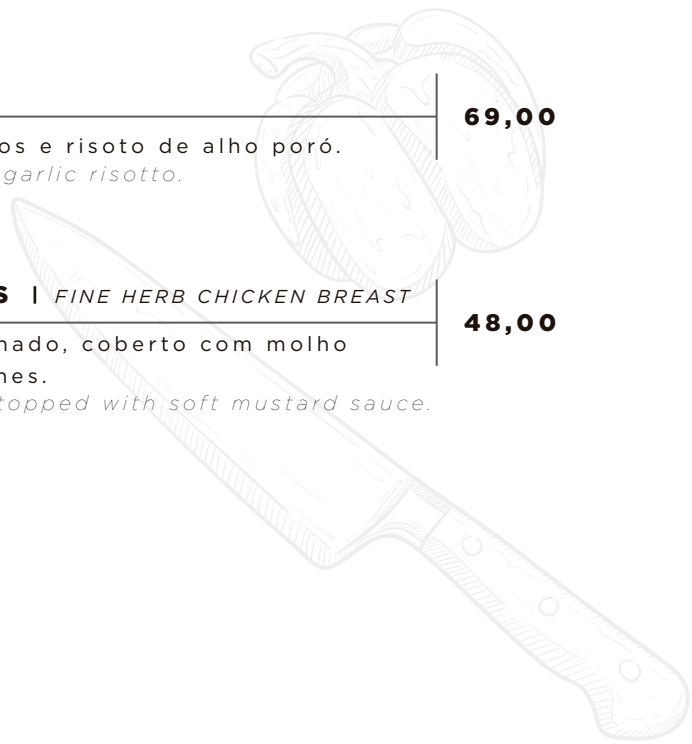 69,00
os e risoto de alho poró.
garlic risotto.
S | FINE HERB CHICKEN BREAST
48,00
nado, coberto com molho
nes.
topped with soft mustard sauce.